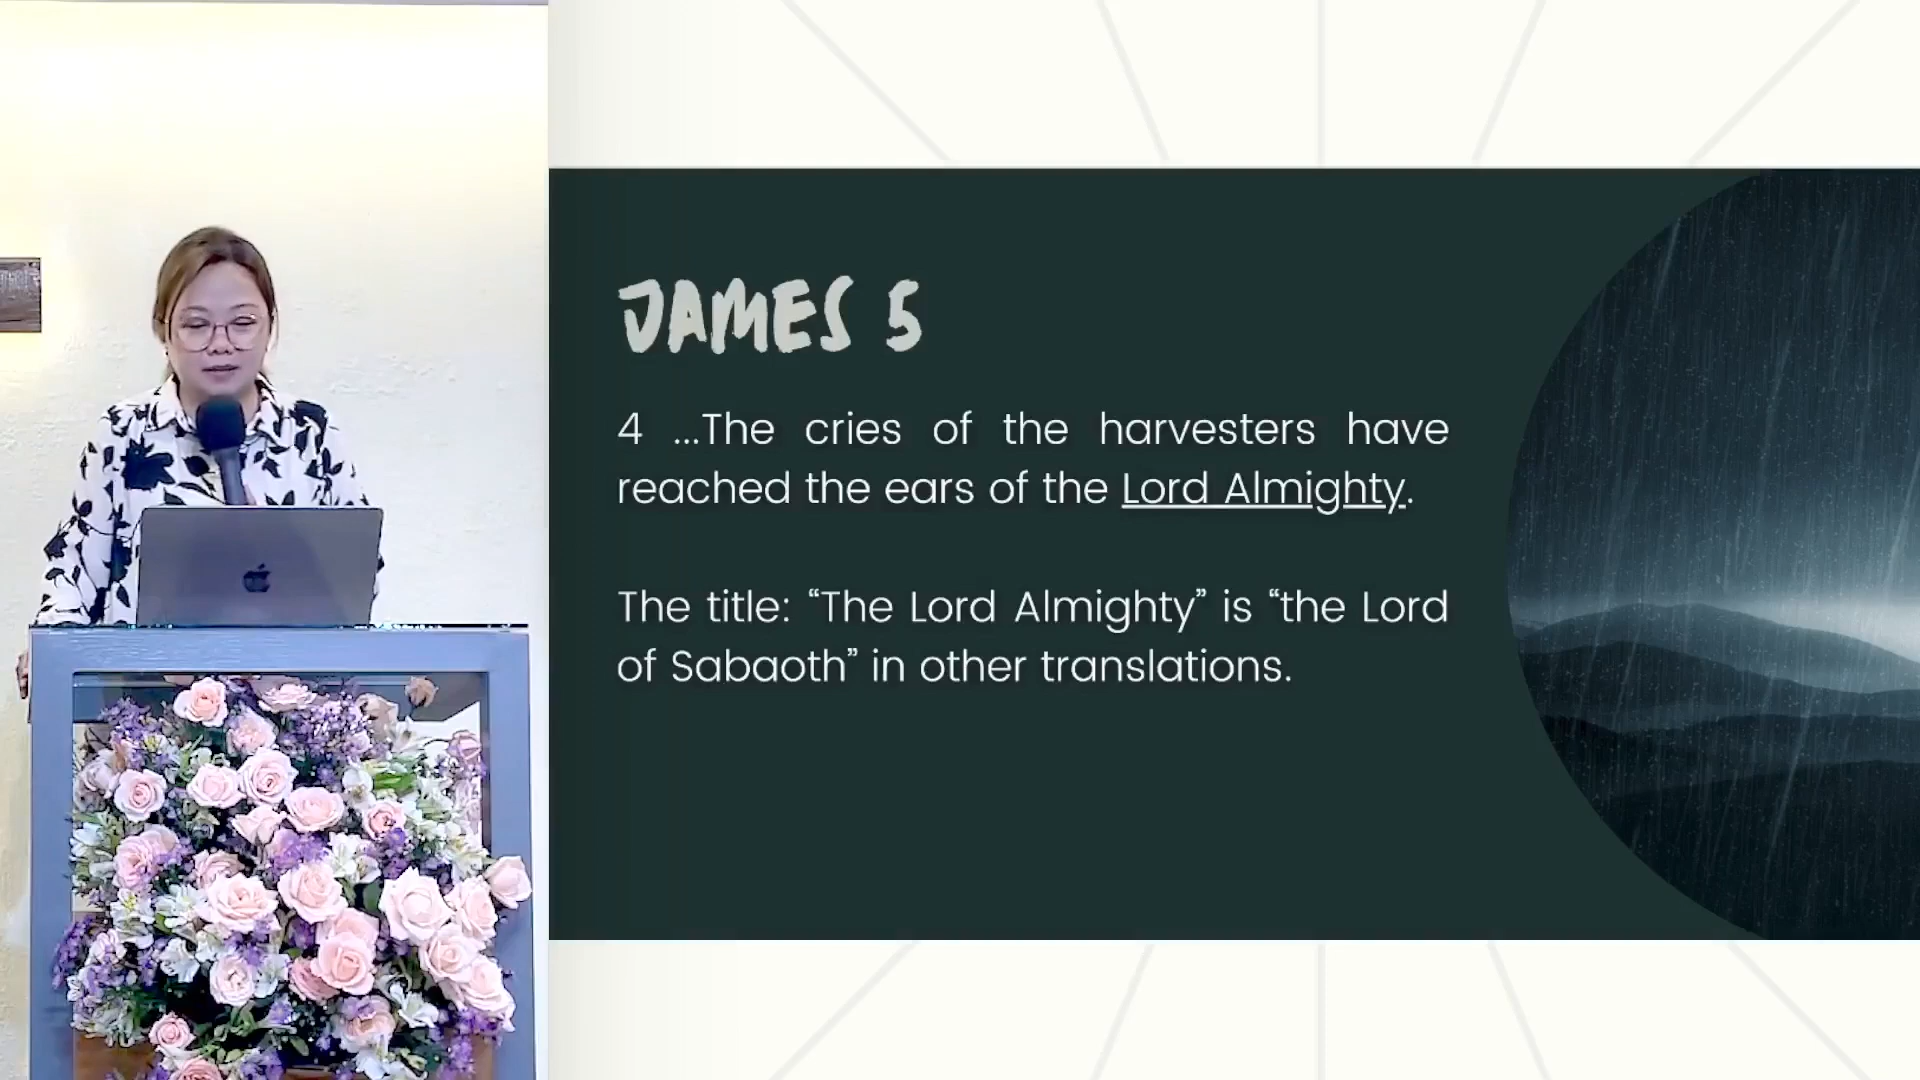 JAMES 5
4 ...The cries of the harvesters have
reached the ears of the Lord Almighty.
The title: “The Lord Almighty” is “the Lord
of Sabaoth” in other translations.